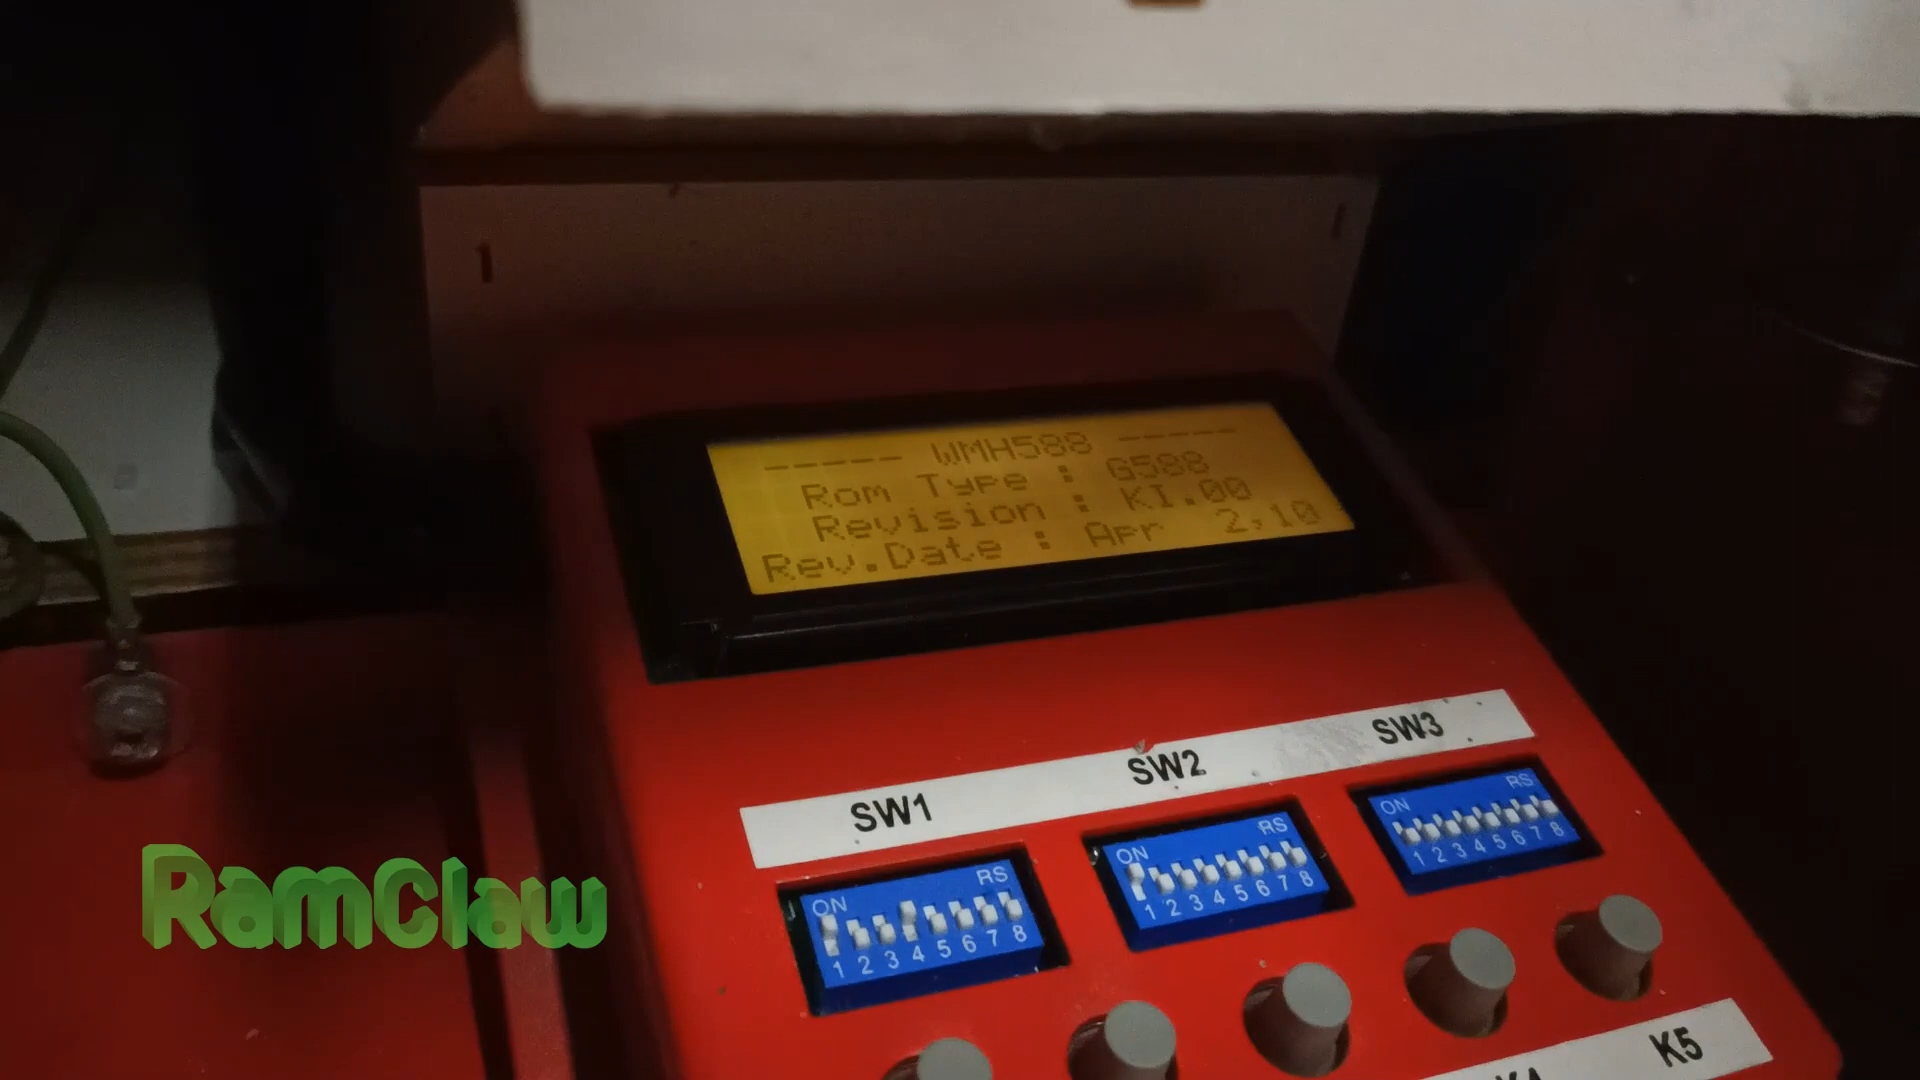 ----- WMH588 -----
Rom Type : G588
Revision : KI.00
Rev.Date : Apr 2,10
SW1 SW2 SW3
ON RS
1 2 3 4 5 6 7 8
ON RS
1 2 3 4 5 6 7 8
ON RS
1 2 3 4 5 6 7 8
K4 K5
RamClaw